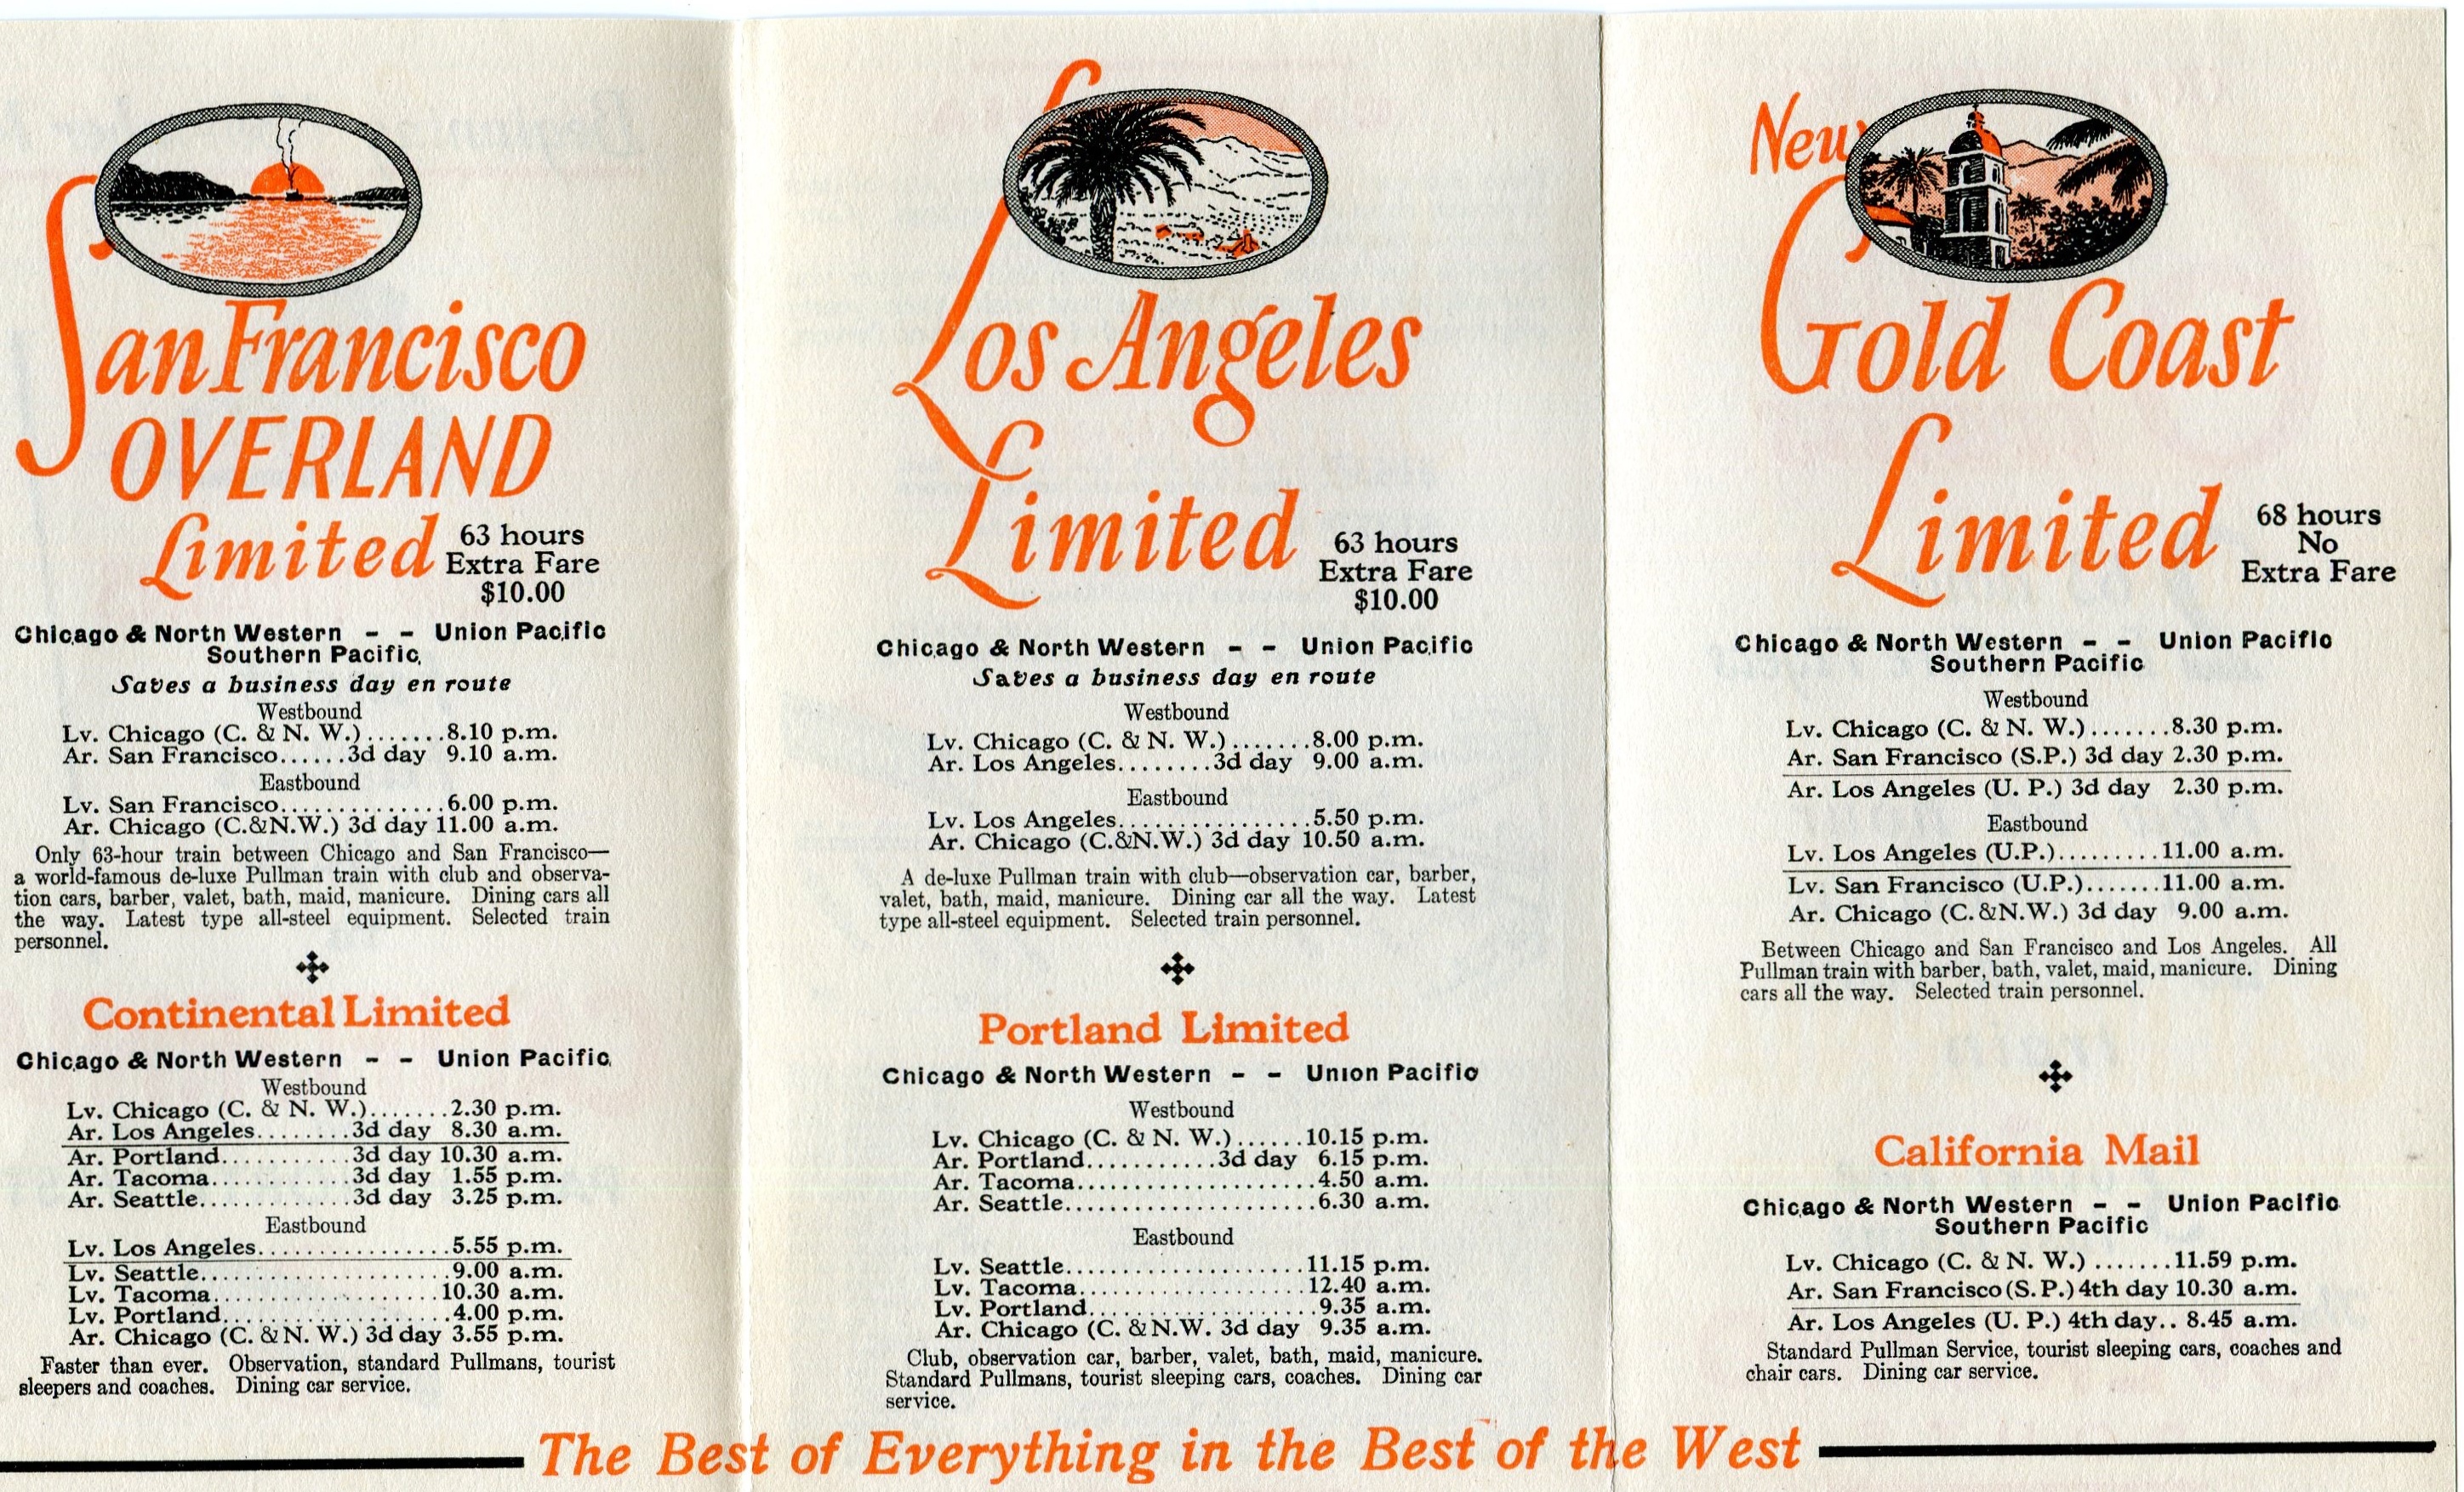 San Francisco
OVERLAND
Limited
63 hours
Extra Fare
$10.00
Chicago & North Western - - Union Pacific
Southern Pacific
Saves a business day en route
Westbound
Lv. Chicago (C. & N. W.).......8.10 p.m.
Ar. San Francisco......3d day 9.10 a.m.
Eastbound
Lv. San Francisco..............6.00 p.m.
Ar. Chicago (C.&N.W.) 3d day 11.00 a.m.
Only 63-hour train between Chicago and San Francisco—
a world-famous de-luxe Pullman train with club and observa-
tion cars, barber, valet, bath, maid, manicure. Dining cars all
the way. Latest type all-steel equipment. Selected train
personnel.
Continental Limited
Chicago & North Western - - Union Pacific
Westbound
Lv. Chicago (C. & N. W.).......2.30 p.m.
Ar. Los Angeles........3d day 8.30 a.m.
Ar. Portland...........3d day 10.30 a.m.
Ar. Tacoma............3d day 1.55 p.m.
Ar. Seattle.............3d day 3.25 p.m.
Eastbound
Lv. Los Angeles................5.55 p.m.
Lv. Seattle.....................9.00 a.m.
Lv. Tacoma...................10.30 a.m.
Lv. Portland...................4.00 p.m.
Ar. Chicago (C. & N. W.) 3d day 3.55 p.m.
Faster than ever. Observation, standard Pullmans, tourist
sleepers and coaches. Dining car service.
Los Angeles
Limited
63 hours
Extra Fare
$10.00
Chicago & North Western - - Union Pacific
Saves a business day en route
Westbound
Lv. Chicago (C. & N. W.).......8.00 p.m.
Ar. Los Angeles........3d day 9.00 a.m.
Eastbound
Lv. Los Angeles................5.50 p.m.
Ar. Chicago (C.&N.W.) 3d day 10.50 a.m.
A de-luxe Pullman train with club—observation car, barber,
valet, bath, maid, manicure. Dining car all the way. Latest
type all-steel equipment. Selected train personnel.
Portland Limited
Chicago & North Western - - Union Pacific
Westbound
Lv. Chicago (C. & N. W.)......10.15 p.m.
Ar. Portland...........3d day 6.15 p.m.
Ar. Tacoma....................4.50 a.m.
Ar. Seattle.....................6.30 a.m.
Eastbound
Lv. Seattle....................11.15 p.m.
Lv. Tacoma...................12.40 a.m.
Lv. Portland...................9.35 a.m.
Ar. Chicago (C. & N.W. 3d day 9.35 a.m.
Club, observation car, barber, valet, bath, maid, manicure.
Standard Pullmans, tourist sleeping cars, coaches. Dining car
service.
New
Gold Coast
Limited
68 hours
No
Extra Fare
Chicago & North Western - - Union Pacific
Southern Pacific
Westbound
Lv. Chicago (C. & N. W.).......8.30 p.m.
Ar. San Francisco (S.P.) 3d day 2.30 p.m.
Ar. Los Angeles (U. P.) 3d day 2.30 p.m.
Eastbound
Lv. Los Angeles (U.P.).........11.00 a.m.
Lv. San Francisco (U.P.).......11.00 a.m.
Ar. Chicago (C.&N.W.) 3d day 9.00 a.m.
Between Chicago and San Francisco and Los Angeles. All
Pullman train with barber, bath, valet, maid, manicure. Dining
cars all the way. Selected train personnel.
California Mail
Chicago & North Western - - Union Pacific
Southern Pacific
Lv. Chicago (C. & N. W.) .......11.59 p.m.
Ar. San Francisco (S. P.) 4th day 10.30 a.m.
Ar. Los Angeles (U. P.) 4th day.. 8.45 a.m.
Standard Pullman Service, tourist sleeping cars, coaches and
chair cars. Dining car service.
The Best of Everything in the Best of the West